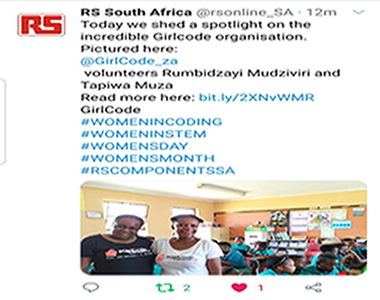 RS
RS South Africa @rsonline_SA · 12m
Today we shed a spotlight on the
incredible Girlcode organisation.
Pictured here:
@GirlCode_za
volunteers Rumbidzayi Mudziviri and
Tapiwa Muza
Read more here: bit.ly/2XNvWMR
GirlCode
#WOMENINCODING
#WOMENINSTEM
#WOMENSDAY
#WOMENSMONTH
#RSCOMPONENTSSA
2
1